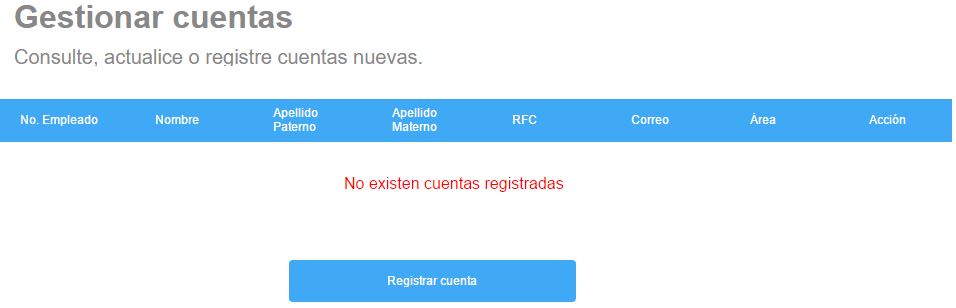 Gestionar cuentas
Consulte, actualice o registre cuentas nuevas.
No. Empleado Nombre Apellido Paterno Apellido Materno RFC Correo Área Acción
No existen cuentas registradas
Registrar cuenta